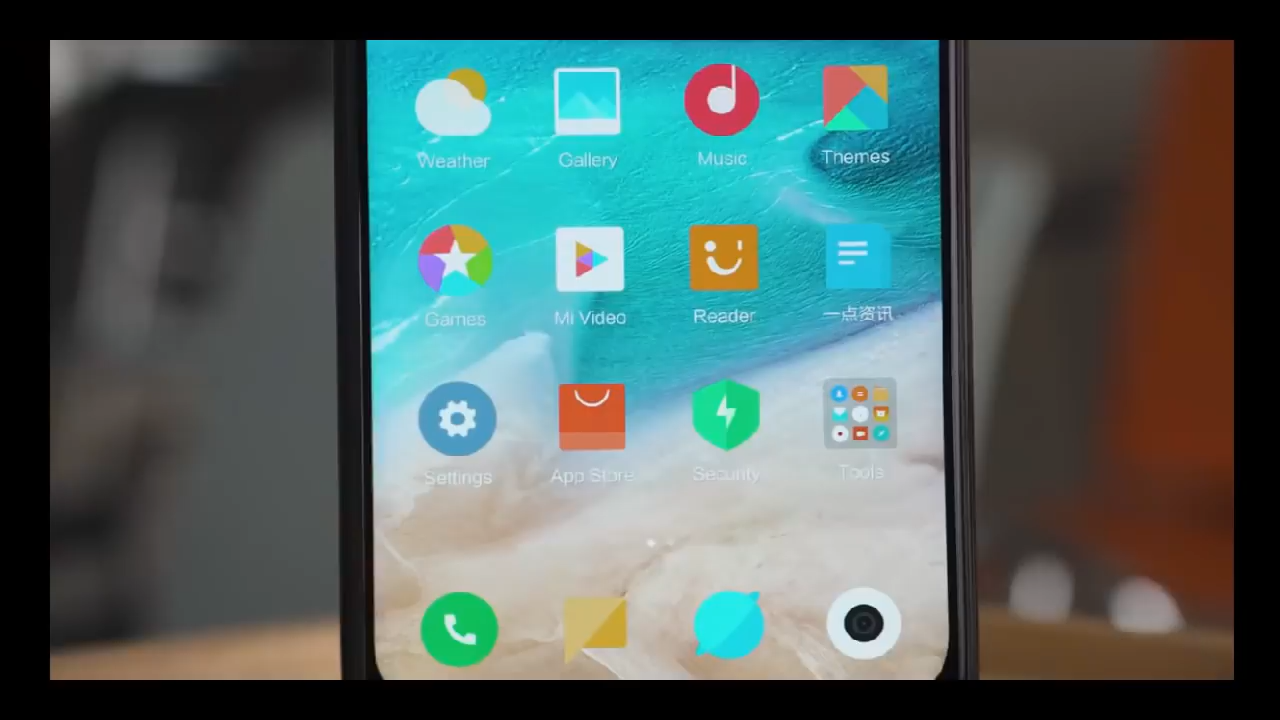 Weather Gallery Music Themes
Games Mi Video Reader 一点资讯
Settings App Store Security Tools